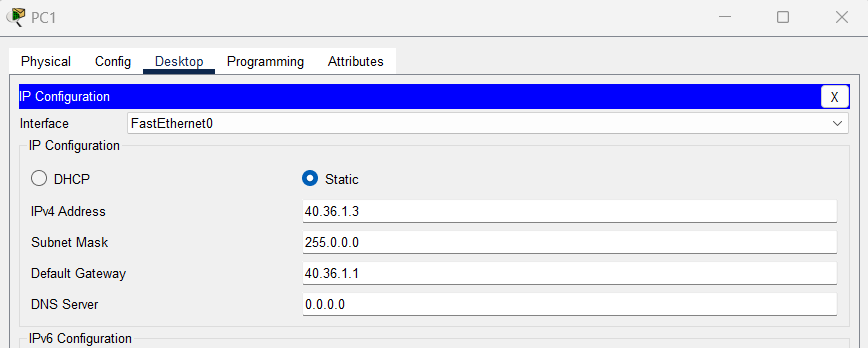 PC1
Physical Config Desktop Programming Attributes
IP Configuration X
Interface FastEthernet0
IP Configuration
DHCP Static
IPv4 Address 40.36.1.3
Subnet Mask 255.0.0.0
Default Gateway 40.36.1.1
DNS Server 0.0.0.0
IPv6 Configuration